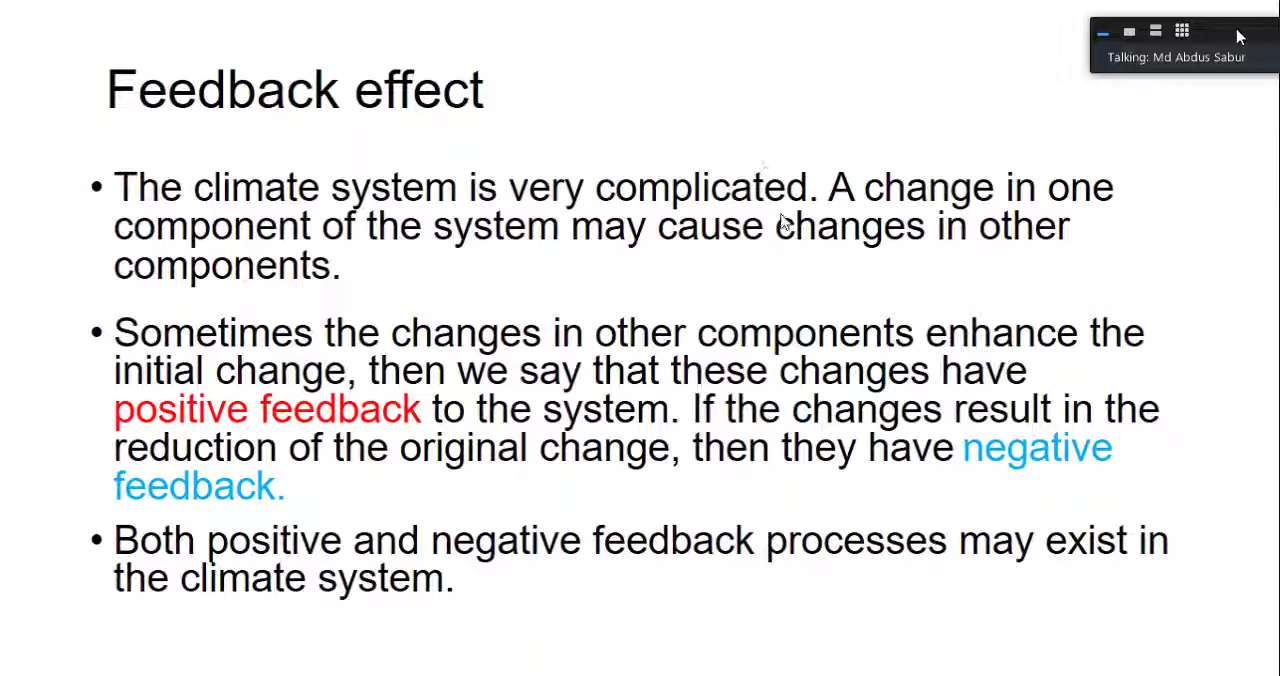 Talking: Md Abdus Sabur
Feedback effect
• The climate system is very complicated. A change in one
component of the system may cause changes in other
components.
• Sometimes the changes in other components enhance the
initial change, then we say that these changes have
positive feedback to the system. If the changes result in the
reduction of the original change, then they have negative
feedback.
• Both positive and negative feedback processes may exist in
the climate system.